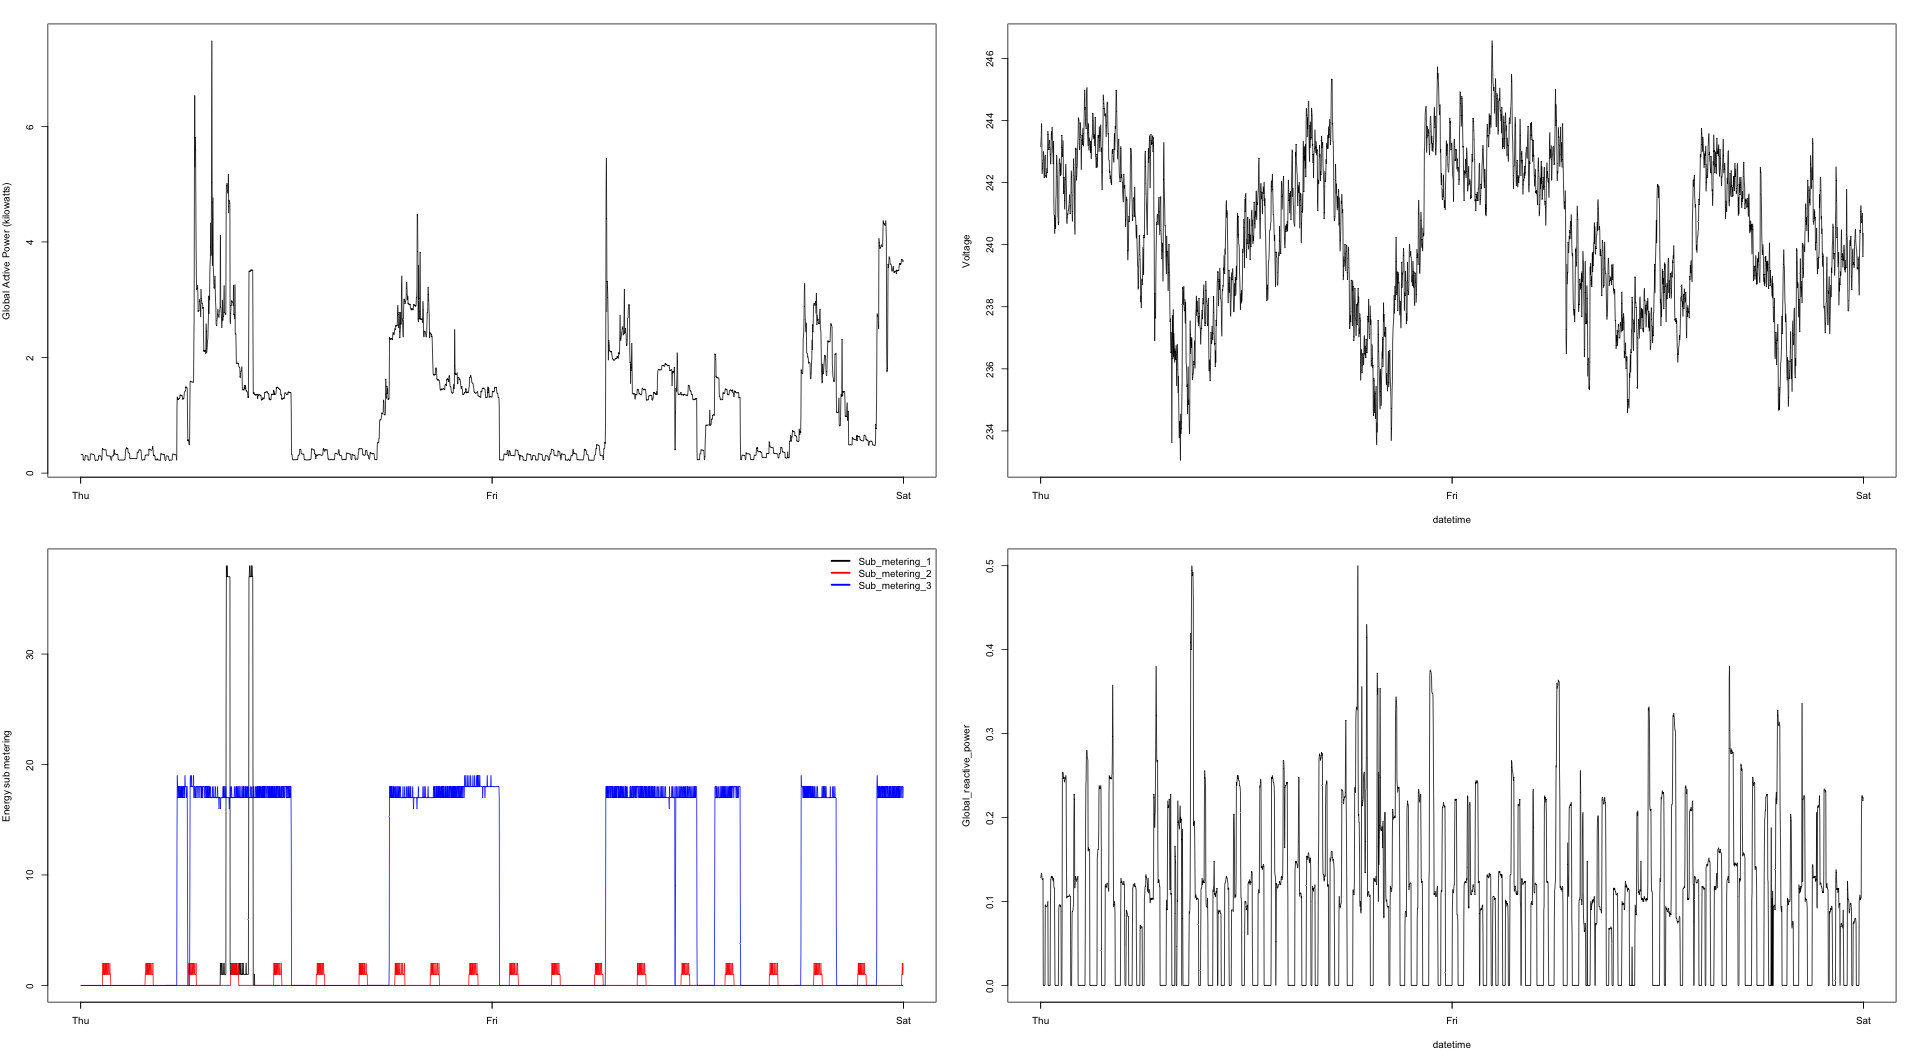 Global Active Power (kilowatts)
0
2
4
6
Thu
Fri
Sat
Voltage
234
236
238
240
242
244
246
Thu
Fri
Sat
datetime
Energy sub metering
0
10
20
30
Sub_metering_1
Sub_metering_2
Sub_metering_3
Thu
Fri
Sat
Global_reactive_power
0.0
0.1
0.2
0.3
0.4
0.5
Thu
Fri
Sat
datetime